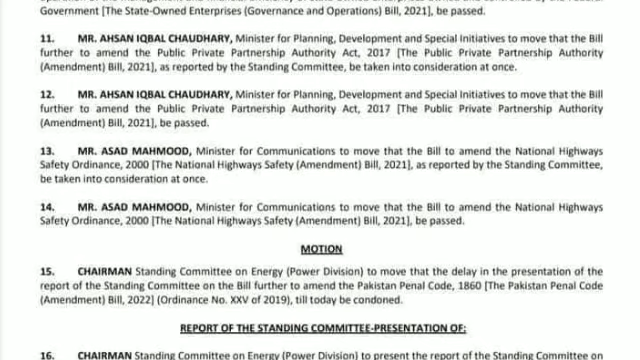 Government [The State-Owned Enterprises (Governance and Operations) Bill, 2021], be passed.
11. MR. AHSAN IQBAL CHAUDHARY, Minister for Planning, Development and Special Initiatives to move that the Bill
further to amend the Public Private Partnership Authority Act, 2017 [The Public Private Partnership Authority
(Amendment) Bill, 2021], as reported by the Standing Committee, be taken into consideration at once.
12. MR. AHSAN IQBAL CHAUDHARY, Minister for Planning, Development and Special Initiatives to move that the Bill
further to amend the Public Private Partnership Authority Act, 2017 [The Public Private Partnership Authority
(Amendment) Bill, 2021], be passed.
13. MR. ASAD MAHMOOD, Minister for Communications to move that the Bill to amend the National Highways
Safety Ordinance, 2000 [The National Highways Safety (Amendment) Bill, 2021], as reported by the Standing Committee,
be taken into consideration at once.
14. MR. ASAD MAHMOOD, Minister for Communications to move that the Bill to amend the National Highways
Safety Ordinance, 2000 [The National Highways Safety (Amendment) Bill, 2021], be passed.
MOTION
15. CHAIRMAN Standing Committee on Energy (Power Division) to move that the delay in the presentation of the
report of the Standing Committee on the Bill further to amend the Pakistan Penal Code, 1860 [The Pakistan Penal Code
(Amendment) Bill, 2022] (Ordinance No. XXV of 2019), till today be condoned.
REPORT OF THE STANDING COMMITTEE-PRESENTATION OF:
16. CHAIRMAN Standing Committee on Energy (Power Division) to present the report of the Standing Committee on